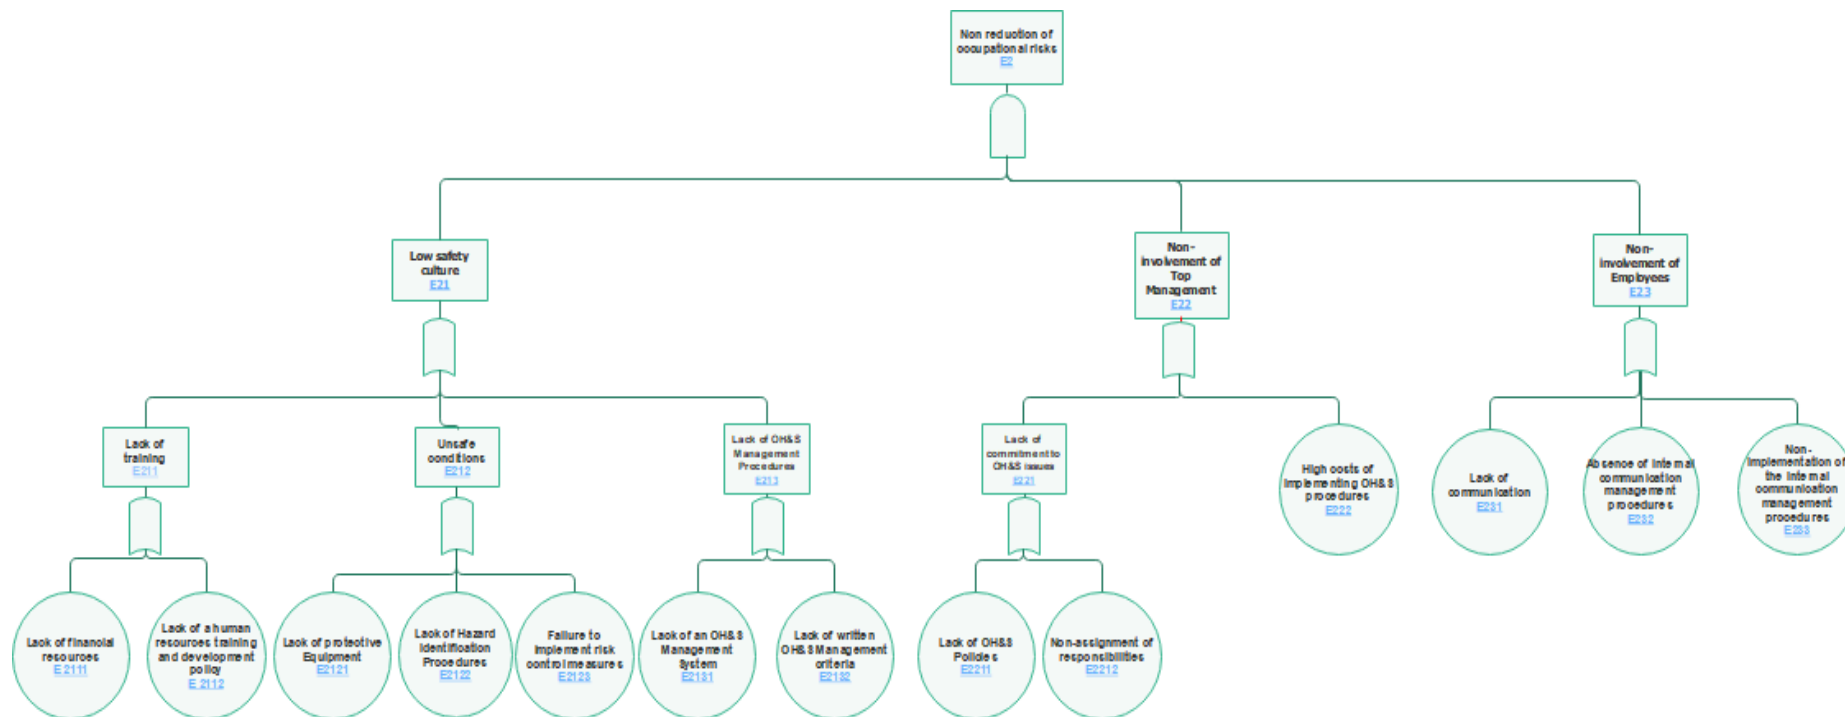 Non reduction of
occupational risks
E2
Low safety
culture
E21
Non-
involvement of
Top
Management
E22
Non-
involvement of
Employees
E23
Lack of
training
E211
Unsafe
conditions
E212
Lack of OH&S
Management
Procedures
E213
Lack of
commitment to
OH&S issues
E221
High costs of
implementing OH&S
procedures
E222
Lack of
communication
E231
Absence of internal
communication
management
procedures
E232
Non-
implementation of
the internal
communication
management
procedures
E233
Lack of financial
resources
E 2111
Lack of a human
resources training
and development
policy
E 2112
Lack of protective
Equipment
E2121
Lack of Hazard
Identification
Procedures
E2122
Failure to
implement risk
control measures
E2123
Lack of an OH&S
Management
System
E2131
Lack of written
OH&S Management
criteria
E2132
Lack of OH&S
Policies
E2211
Non-assignment of
responsibilities
E2212